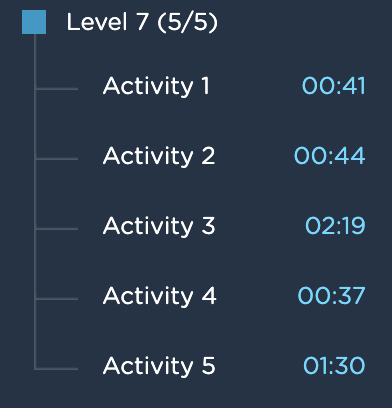 Level 7 (5/5)
Activity 1 00:41
Activity 2 00:44
Activity 3 02:19
Activity 4 00:37
Activity 5 01:30